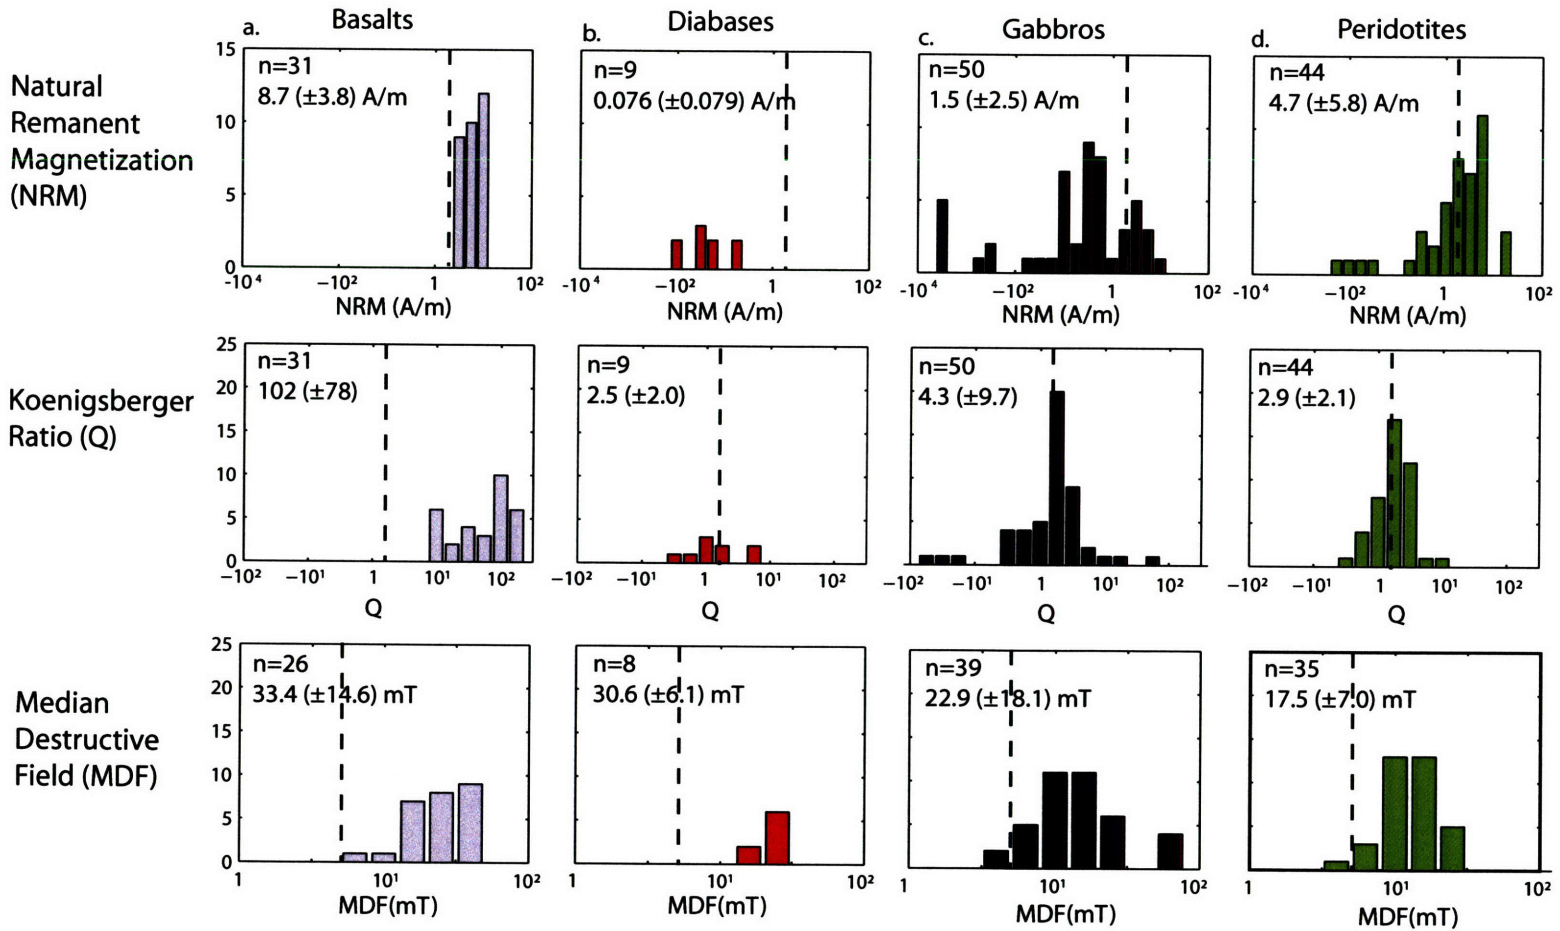 a.
Basalts
b.
Diabases
c.
Gabbros
d.
Peridotites
Natural
Remanent
Magnetization
(NRM)
15
10
5
0
n=31
8.7 (±3.8) A/m
-10⁴
−10²
1
10²
NRM (A/m)
n=9
0.076 (±0.079) A/m
-10⁴
-10²
1
10²
NRM (A/m)
n=50
1.5 (±2.5) A/m
-10⁴
−10²
1
10²
NRM (A/m)
n=44
4.7 (±5.8) A/m
-10⁴
−10²
1
10²
NRM (A/m)
Koenigsberger
Ratio (Q)
25
20
15
10
5
0
n=31
102 (±78)
−10²
−10¹
1
10¹
10²
Q
n=9
2.5 (±2.0)
−10²
−10¹
1
10¹
10²
Q
n=50
4.3 (±9.7)
−10²
−10¹
1
10¹
10²
Q
n=44
2.9 (±2.1)
−10²
−10¹
1
10¹
10²
Q
Median
Destructive
Field (MDF)
25
20
15
10
5
0
n=26
33.4 (±14.6) mT
1
10¹
10²
MDF(mT)
n=8
30.6 (±6.1) mT
1
10¹
10²
MDF(mT)
n=39
22.9 (±18.1) mT
1
10¹
10²
MDF(mT)
n=35
17.5 (±7.0) mT
1
10¹
10²
MDF(mT)